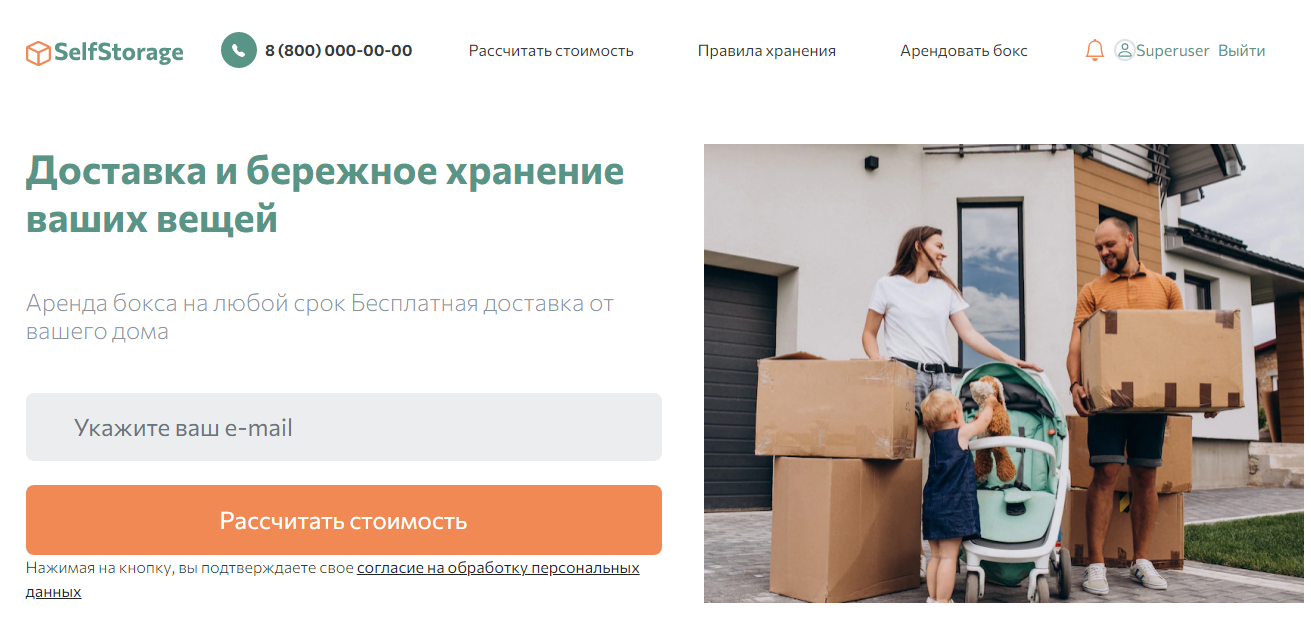 SelfStorage
8 (800) 000-00-00
Рассчитать стоимость
Правила хранения
Арендовать бокс
Superuser
Выйти
Доставка и бережное хранение
ваших вещей
Аренда бокса на любой срок Бесплатная доставка от
вашего дома
Укажите ваш e-mail
Рассчитать стоимость
Нажимая на кнопку, вы подтверждаете свое согласие на обработку персональных
данных